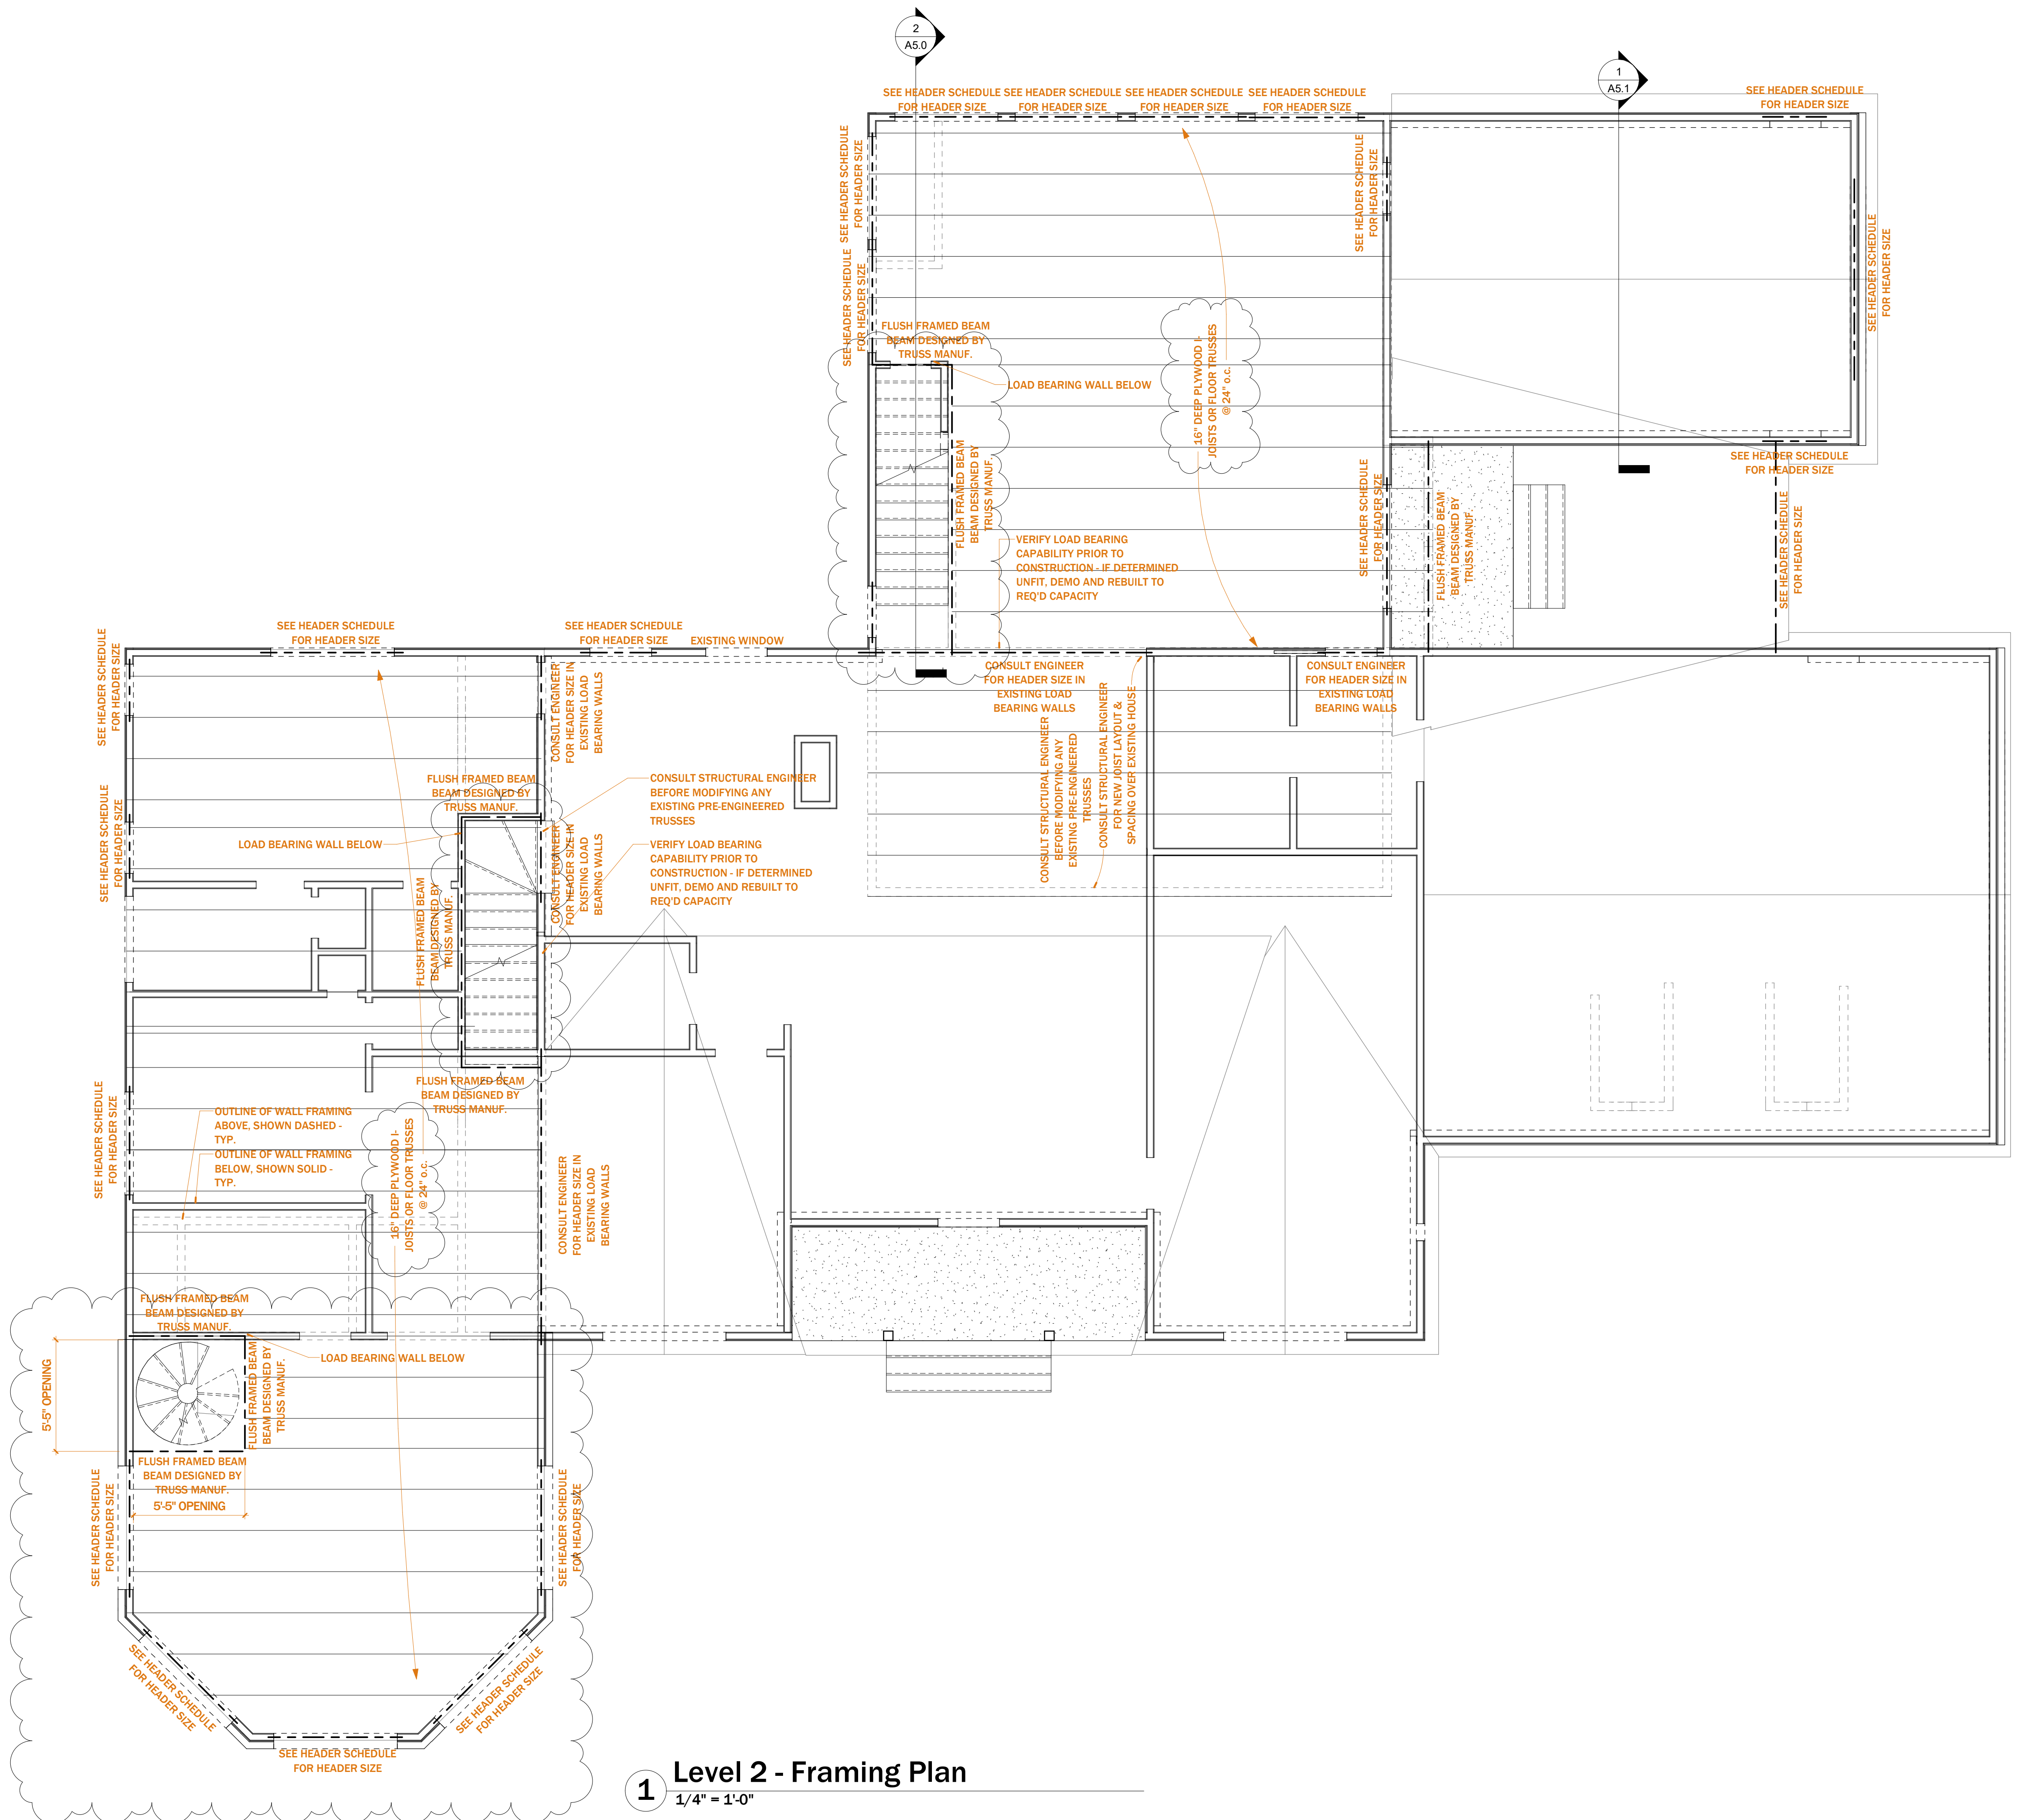 2
A5.0
1
A5.1
SEE HEADER SCHEDULE
FOR HEADER SIZE
SEE HEADER SCHEDULE
FOR HEADER SIZE
SEE HEADER SCHEDULE
FOR HEADER SIZE
SEE HEADER SCHEDULE
FOR HEADER SIZE
SEE HEADER SCHEDULE
FOR HEADER SIZE
SEE HEADER SCHEDULE
FOR HEADER SIZE
SEE HEADER SCHEDULE
FOR HEADER SIZE
SEE HEADER SCHEDULE
FOR HEADER SIZE
SEE HEADER SCHEDULE
FOR HEADER SIZE
FLUSH FRAMED BEAM
BEAM DESIGNED BY
TRUSS MANUF.
LOAD BEARING WALL BELOW
16" DEEP PLYWOOD I-
JOISTS OR FLOOR TRUSSES
@ 24" o.c.
FLUSH FRAMED BEAM
BEAM DESIGNED BY
TRUSS MANUF.
SEE HEADER SCHEDULE
FOR HEADER SIZE
SEE HEADER SCHEDULE
FOR HEADER SIZE
FLUSH FRAMED BEAM
BEAM DESIGNED BY
TRUSS MANUF.
SEE HEADER SCHEDULE
FOR HEADER SIZE
VERIFY LOAD BEARING
CAPABILITY PRIOR TO
CONSTRUCTION - IF DETERMINED
UNFIT, DEMO AND REBUILT TO
REQ'D CAPACITY
SEE HEADER SCHEDULE
FOR HEADER SIZE
SEE HEADER SCHEDULE
FOR HEADER SIZE
SEE HEADER SCHEDULE
FOR HEADER SIZE
EXISTING WINDOW
CONSULT ENGINEER
FOR HEADER SIZE IN
EXISTING LOAD
BEARING WALLS
CONSULT ENGINEER
FOR HEADER SIZE IN
EXISTING LOAD
BEARING WALLS
CONSULT ENGINEER
FOR HEADER SIZE IN
EXISTING LOAD
BEARING WALLS
CONSULT STRUCTURAL ENGINEER
BEFORE MODIFYING ANY
EXISTING PRE-ENGINEERED
TRUSSES
CONSULT STRUCTURAL ENGINEER
FOR NEW JOIST LAYOUT &
SPACING OVER EXISTING HOUSE
FLUSH FRAMED BEAM
BEAM DESIGNED BY
TRUSS MANUF.
CONSULT STRUCTURAL ENGINEER
BEFORE MODIFYING ANY
EXISTING PRE-ENGINEERED
TRUSSES
SEE HEADER SCHEDULE
FOR HEADER SIZE
LOAD BEARING WALL BELOW
CONSULT ENGINEER
FOR HEADER SIZE IN
EXISTING LOAD
BEARING WALLS
VERIFY LOAD BEARING
CAPABILITY PRIOR TO
CONSTRUCTION - IF DETERMINED
UNFIT, DEMO AND REBUILT TO
REQ'D CAPACITY
FLUSH FRAMED BEAM
BEAM DESIGNED BY
TRUSS MANUF.
FLUSH FRAMED BEAM
BEAM DESIGNED BY
TRUSS MANUF.
SEE HEADER SCHEDULE
FOR HEADER SIZE
OUTLINE OF WALL FRAMING
ABOVE, SHOWN DASHED -
TYP.
OUTLINE OF WALL FRAMING
BELOW, SHOWN SOLID -
TYP.
16" DEEP PLYWOOD I-
JOISTS OR FLOOR TRUSSES
@ 24" o.c.
CONSULT ENGINEER
FOR HEADER SIZE IN
EXISTING LOAD
BEARING WALLS
FLUSH FRAMED BEAM
BEAM DESIGNED BY
TRUSS MANUF.
LOAD BEARING WALL BELOW
5'-5" OPENING
FLUSH FRAMED BEAM
BEAM DESIGNED BY
TRUSS MANUF.
FLUSH FRAMED BEAM
BEAM DESIGNED BY
TRUSS MANUF.
5'-5" OPENING
SEE HEADER SCHEDULE
FOR HEADER SIZE
SEE HEADER SCHEDULE
FOR HEADER SIZE
SEE HEADER SCHEDULE
FOR HEADER SIZE
SEE HEADER SCHEDULE
FOR HEADER SIZE
SEE HEADER SCHEDULE
FOR HEADER SIZE
1
Level 2 - Framing Plan
1/4" = 1'-0"